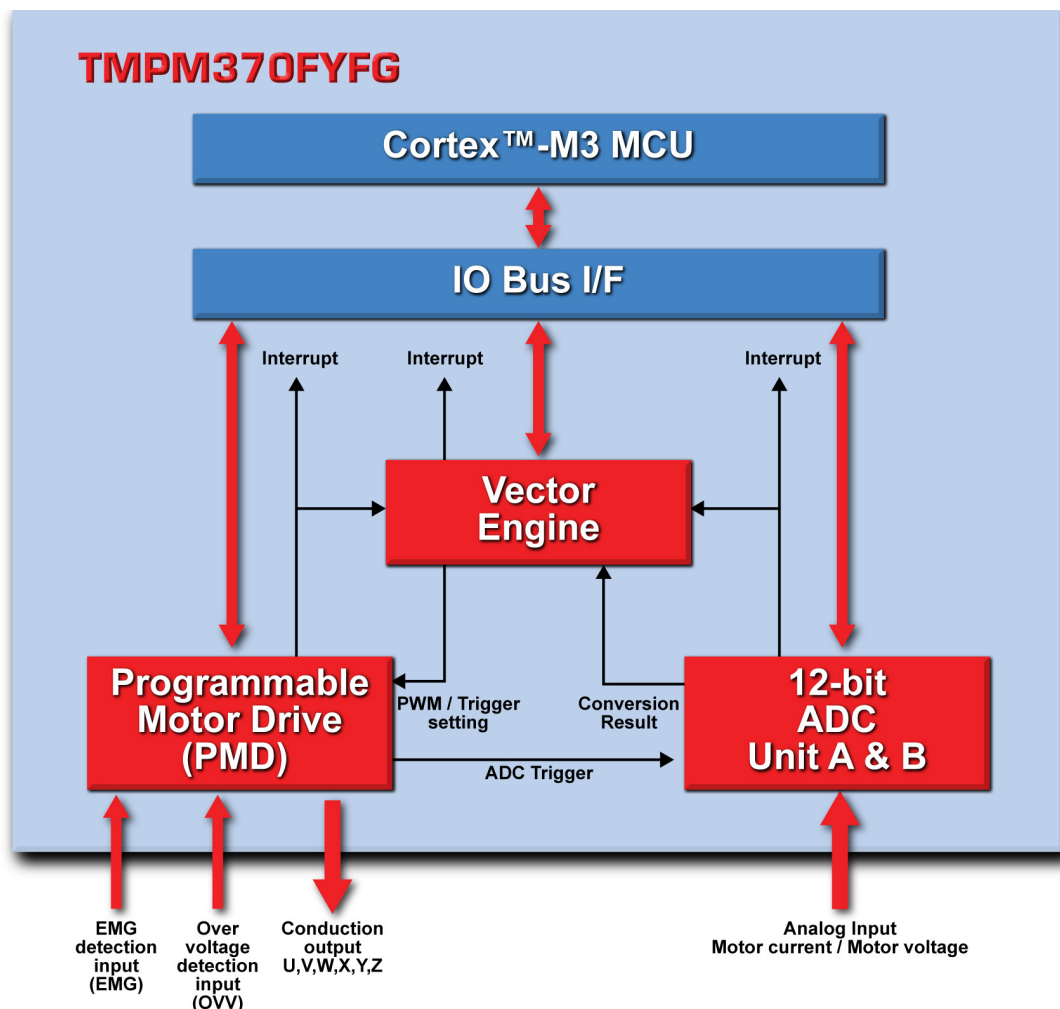 TMPM370FYFG
Cortex™-M3 MCU
IO Bus I/F
Interrupt
Interrupt
Interrupt
Vector
Engine
Programmable
Motor Drive
(PMD)
PWM / Trigger
setting
Conversion
Result
12-bit
ADC
Unit A & B
ADC Trigger
EMG
detection
input
(EMG)
Over
voltage
detection
input
(OVV)
Conduction
output
U,V,W,X,Y,Z
Analog Input
Motor current / Motor voltage